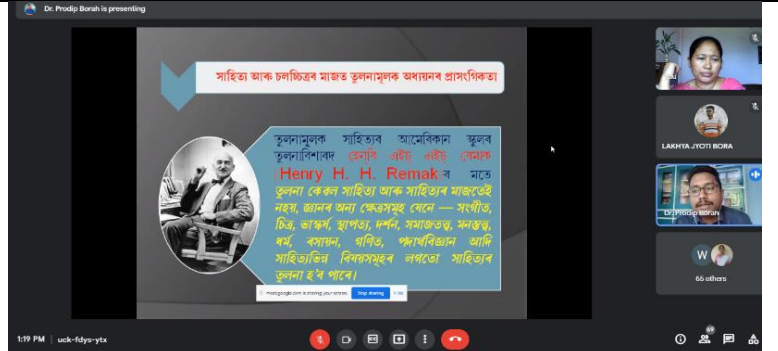 Dr. Prodip Borah is presenting
সাহিত্য আৰু চলচ্চিত্ৰৰ মাজত তুলনামূলক অধ্যয়নৰ প্ৰাসংগিকতা
তুলনামূলক সাহিত্যৰ আমেৰিকান স্কুলৰ
তুলনাবিশাৰদ হেনৰি এইচ্ এইচ্ ৰেমাক
Henry H. H. Remakৰ মতে
তুলনা কেৱল সাহিত্য আৰু সাহিত্যৰ মাজতেই
নহয়, জ্ঞানৰ অন্য ক্ষেত্ৰসমূহ যেনে — সংগীত,
চিত্ৰ, ভাস্কৰ্য, স্থাপত্য, দৰ্শন, সমাজতত্ত্ব, মনস্তত্ত্ব,
ধৰ্ম, ৰসায়ন, গণিত, পদাৰ্থবিজ্ঞান আদি
সাহিত্যভিন্ন বিষয়সমূহৰ লগতো সাহিত্যৰ
তুলনা হ'ব পাৰে।
meet.google.com is sharing your screen. Stop sharing Hide
LAKHYA JYOTI BORA
Dr. Prodip Borah
W
65 others
1:19 PM | uck-fdys-ytx
69